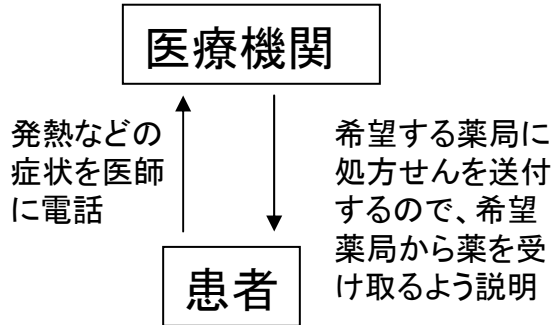 医療機関
発熱などの
症状を医師
に電話
希望する薬局に
処方せんを送付
するので、希望
薬局から薬を受
け取るよう説明
患者